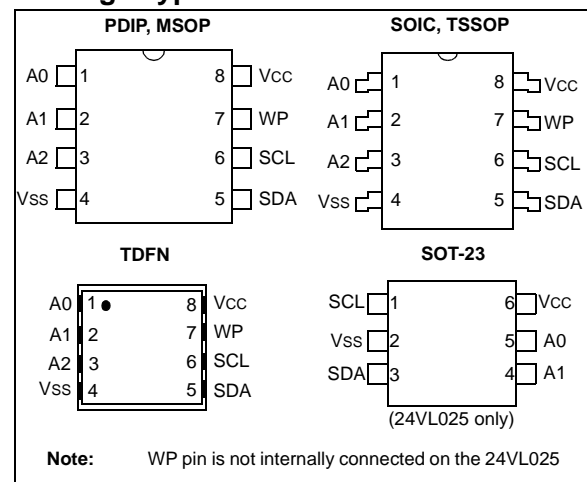 PDIP, MSOP
A0 1 8 VCC
A1 2 7 WP
A2 3 6 SCL
VSS 4 5 SDA
SOIC, TSSOP
A0 1 8 VCC
A1 2 7 WP
A2 3 6 SCL
VSS 4 5 SDA
TDFN
A0 1 8 VCC
A1 2 7 WP
A2 3 6 SCL
VSS 4 5 SDA
SOT-23
SCL 1 6 VCC
VSS 2 5 A0
SDA 3 4 A1
(24VL025 only)
Note: WP pin is not internally connected on the 24VL025